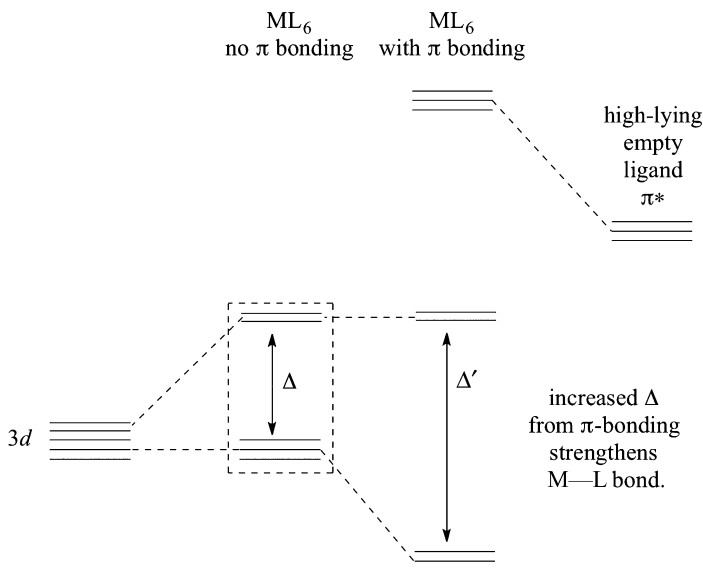 ML₆
no π bonding
ML₆
with π bonding
high-lying
empty
ligand
π*
Δ
Δ′
3d
increased Δ
from π-bonding
strengthens
M—L bond.